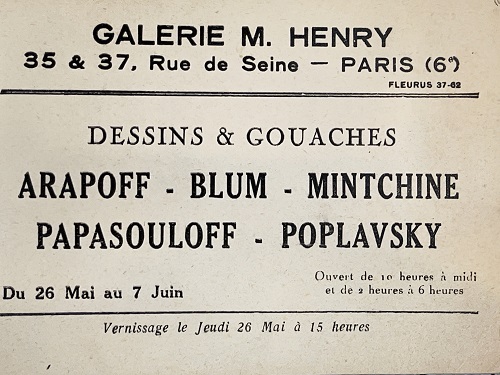 GALERIE M. HENRY
35 & 37, Rue de Seine — PARIS (6e)
FLEURUS 37-62
DESSINS & GOUACHES
ARAPOFF - BLUM - MINTCHINE
PAPASOULOFF - POPLAVSKY
Ouvert de 10 heures à midi
Du 26 Mai au 7 Juin et de 2 heures à 6 heures
Vernissage le Jeudi 26 Mai à 15 heures